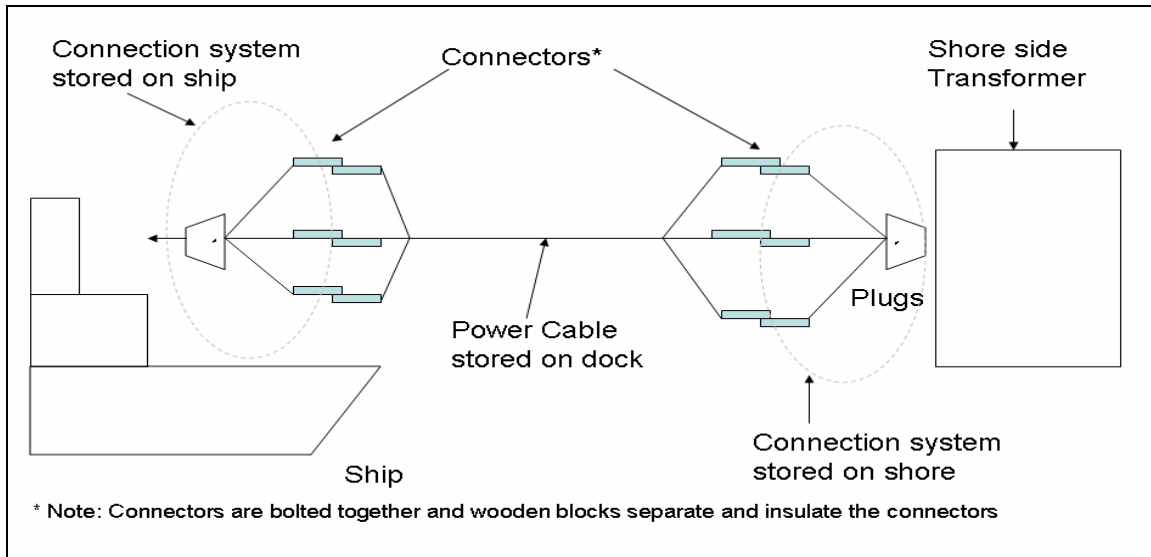 Connection system
stored on ship
Connectors*
Shore side
Transformer
Plugs
Power Cable
stored on dock
Connection system
stored on shore
Ship
* Note: Connectors are bolted together and wooden blocks separate and insulate the connectors